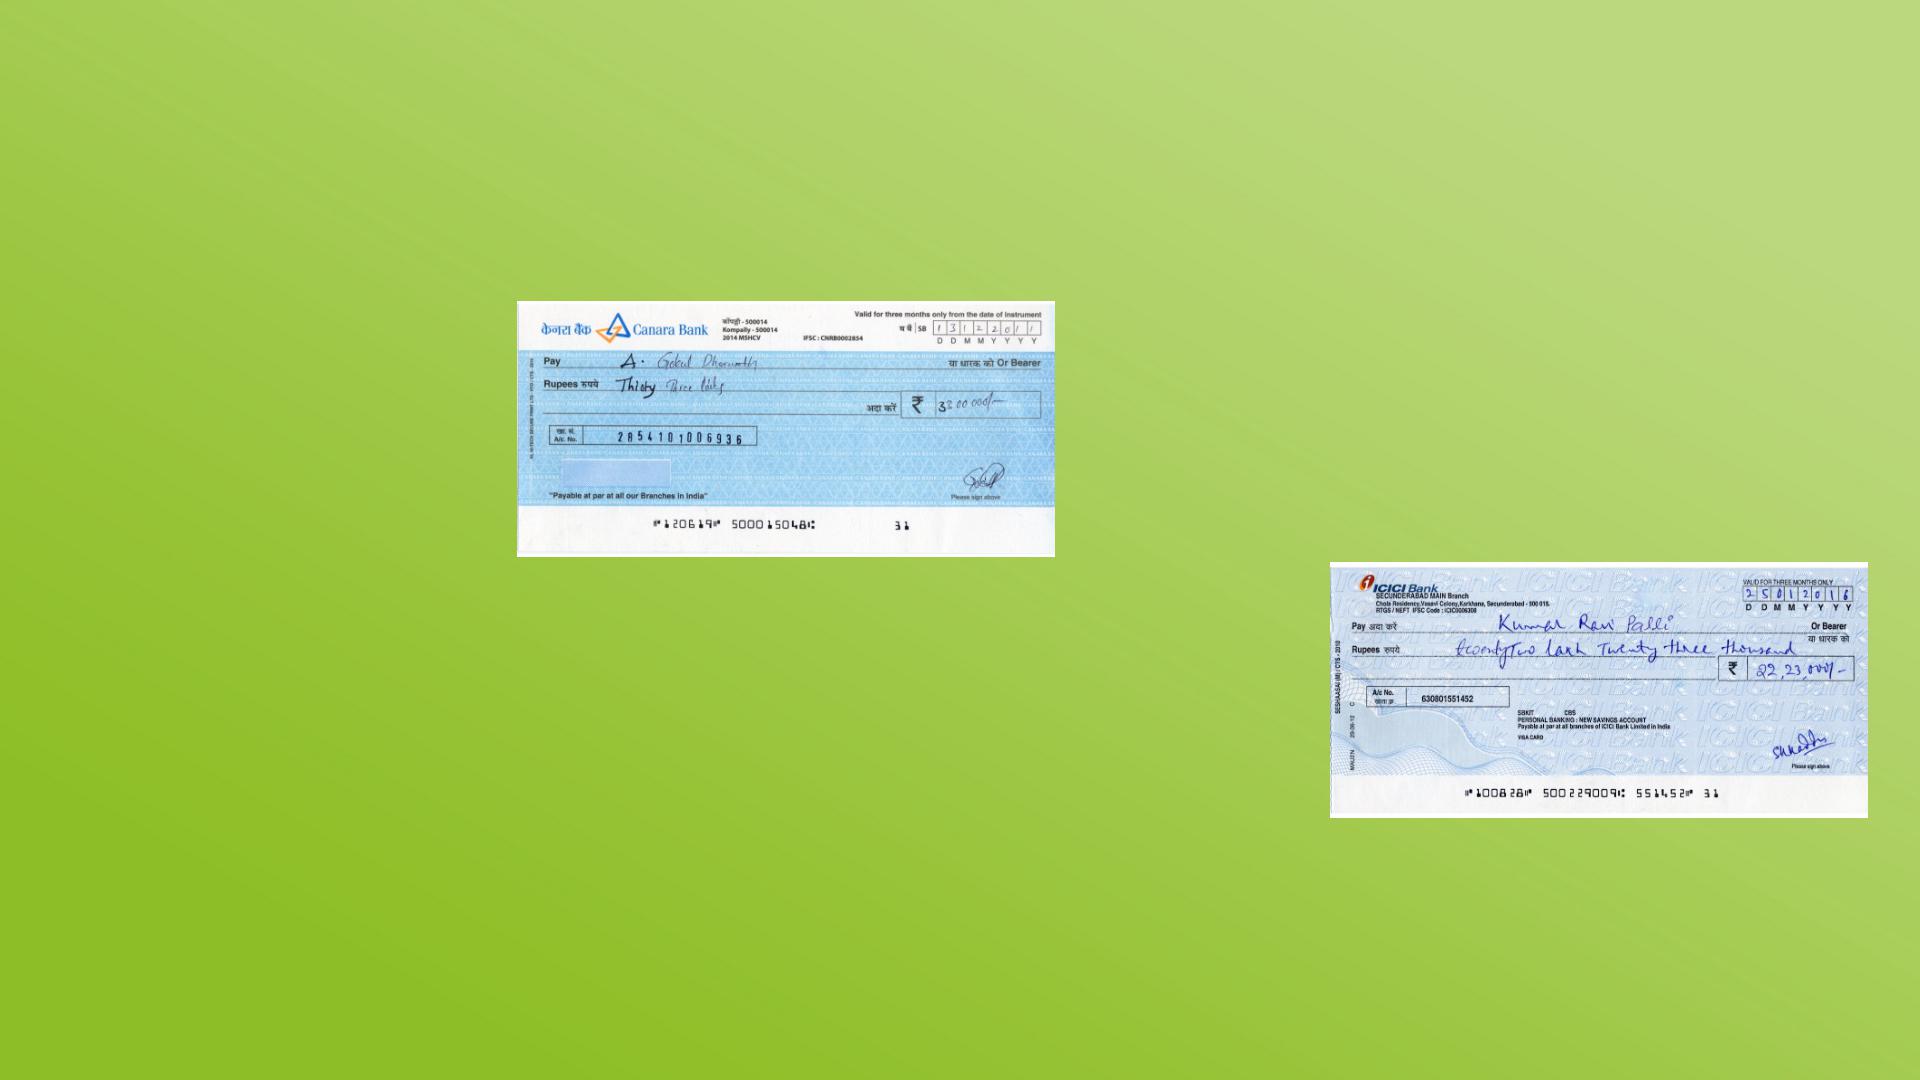 Valid for three months only from the date of Instrument
केनरा बैंक Canara Bank
कोंपल्ली - 500014
Kompally - 500014
2014 MSHCV
IFSC : CNRB0002854
ब बैं SB 1 3 1 2 2 0 1 1
D D M M Y Y Y Y
Pay A. Gokul या धारक को Or Bearer
Rupees रुपये Thirty Three lakhs
अदा करें ₹ 3300000/-
खा. सं.
A/c. No. 2854101006936
Please sign above
"Payable at par at all our Branches in India"
"120619" 500015048: 31
ICICI Bank
SECUNDERABAD MAIN Branch
Chola Residency,Vasavi Colony,Karkhana, Secunderabad - 500 015.
RTGS / NEFT IFSC Code : ICIC0006308
VALID FOR THREE MONTHS ONLY
2 5 0 1 2 0 1 6
D D M M Y Y Y Y
Pay अदा करें Kumar Ravi Palli Or Bearer
या धारक को
Rupees रुपये twentyTwo lakh Twenty three thousand
₹ 22,23,000/-
A/c No.
खाता क्र. 630801551452
SBKIT CBS
PERSONAL BANKING : NEW SAVINGS ACCOUNT
Payable at par at all branches of ICICI Bank Limited in India
VISA CARD
Please sign above
"100828" 500229009: 551452" 31